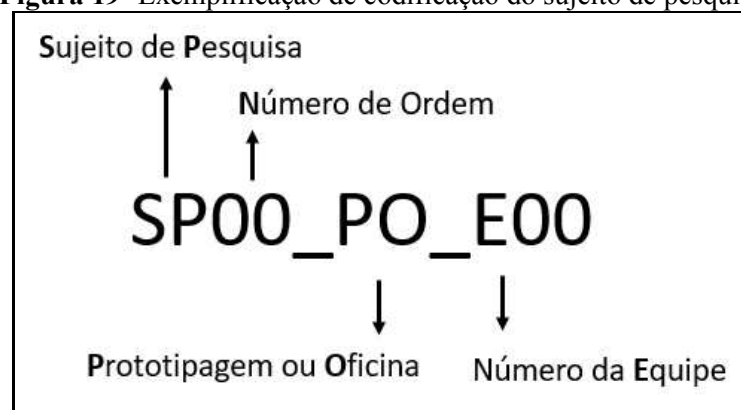 Figura 19- Exemplificação de codificação do sujeito de
Sujeito de Pesquisa
Número de Ordem
SP00_PO_E00
Prototipagem ou Oficina
Número da Equipe